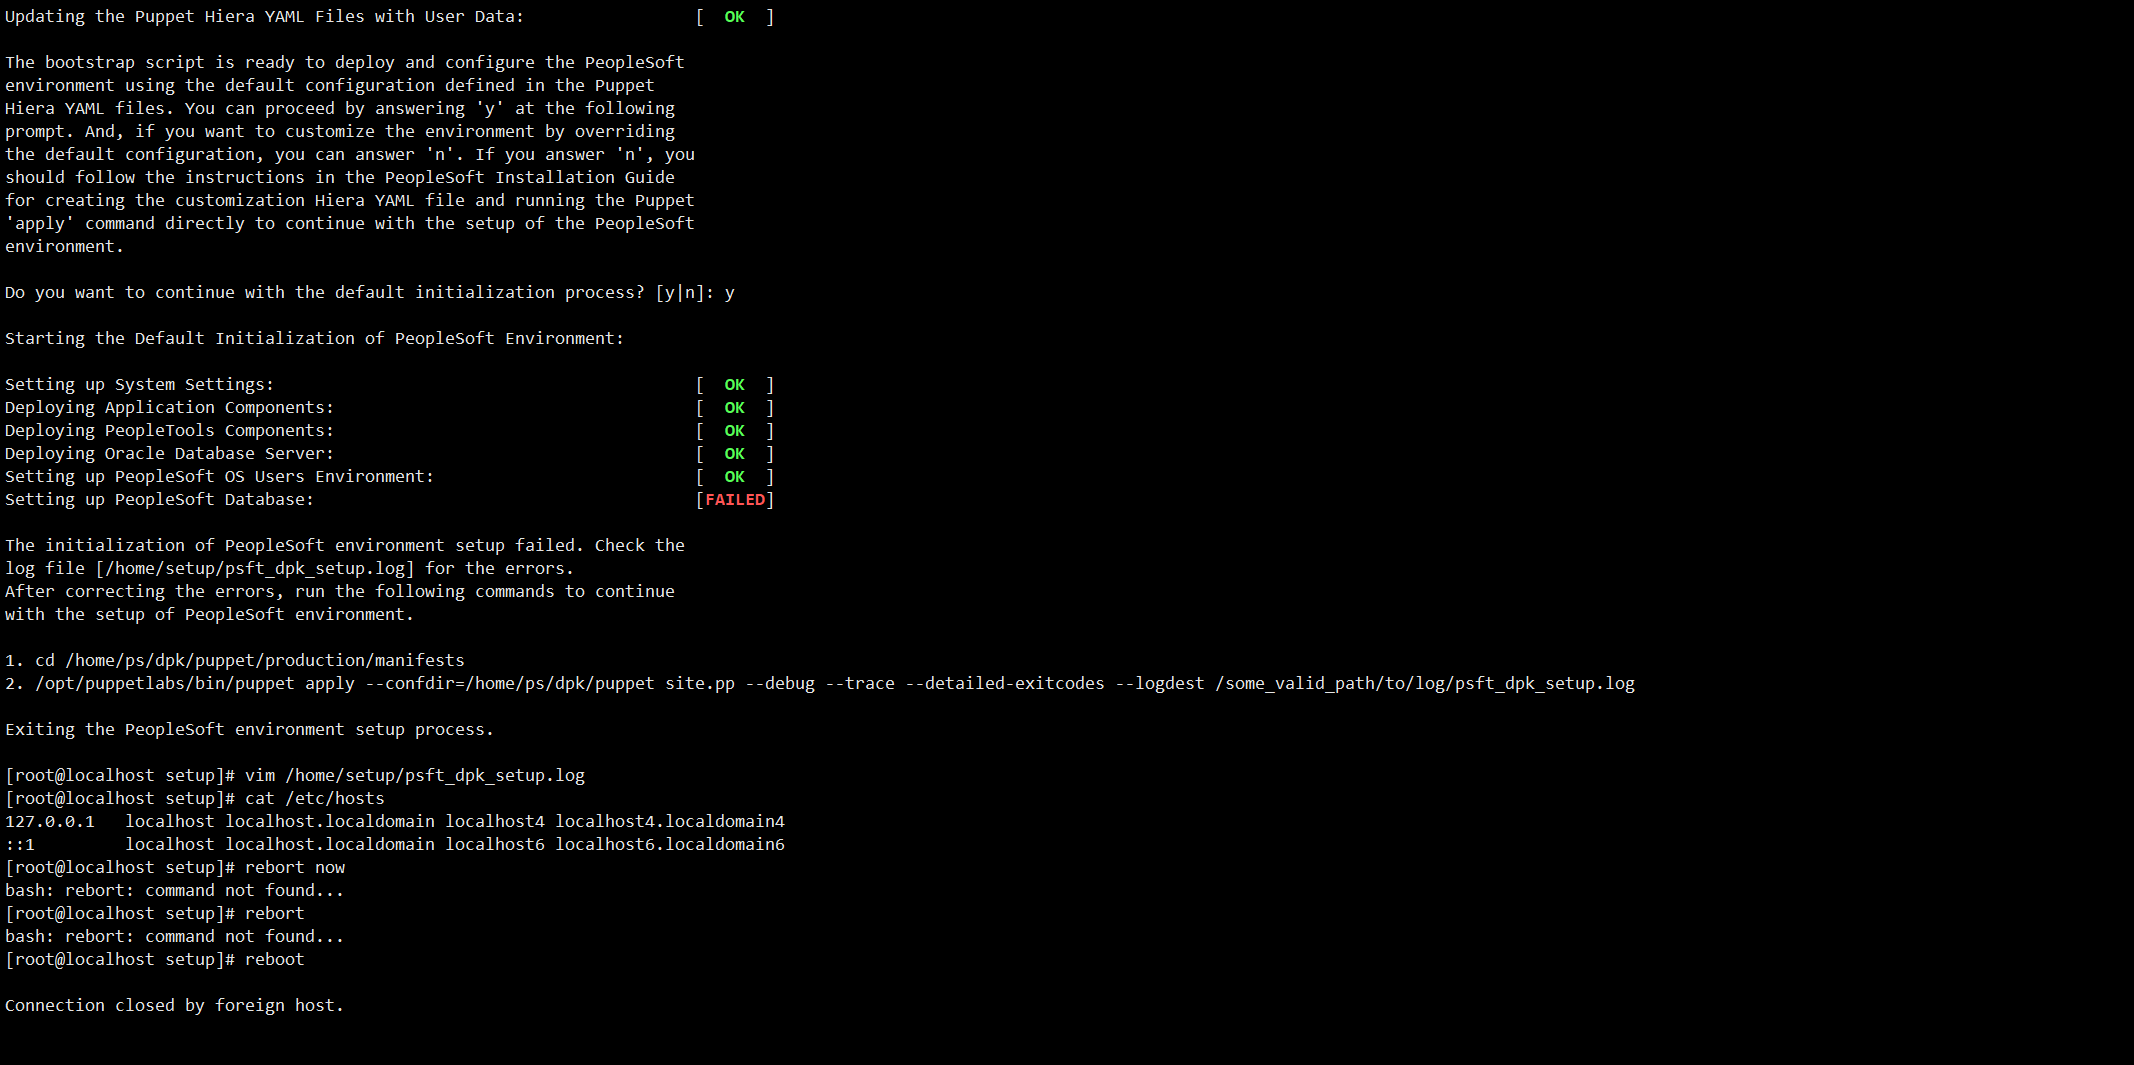 Updating the Puppet Hiera YAML Files with User Data: [ OK ]
The bootstrap script is ready to deploy and configure the PeopleSoft
environment using the default configuration defined in the Puppet
Hiera YAML files. You can proceed by answering 'y' at the following
prompt. And, if you want to customize the environment by overriding
the default configuration, you can answer 'n'. If you answer 'n', you
should follow the instructions in the PeopleSoft Installation Guide
for creating the customization Hiera YAML file and running the Puppet
'apply' command directly to continue with the setup of the PeopleSoft
environment.
Do you want to continue with the default initialization process? [y|n]: y
Starting the Default Initialization of PeopleSoft Environment:
Setting up System Settings: [ OK ]
Deploying Application Components: [ OK ]
Deploying PeopleTools Components: [ OK ]
Deploying Oracle Database Server: [ OK ]
Setting up PeopleSoft OS Users Environment: [ OK ]
Setting up PeopleSoft Database: [FAILED]
The initialization of PeopleSoft environment setup failed. Check the
log file [/home/setup/psft_dpk_setup.log] for the errors.
After correcting the errors, run the following commands to continue
with the setup of PeopleSoft environment.
1. cd /home/ps/dpk/puppet/production/manifests
2. /opt/puppetlabs/bin/puppet apply --confdir=/home/ps/dpk/puppet site.pp --debug --trace --detailed-exitcodes --logdest /some_valid_path/to/log/psft_dpk_setup.log
Exiting the PeopleSoft environment setup process.
[root@localhost setup]# vim /home/setup/psft_dpk_setup.log
[root@localhost setup]# cat /etc/hosts
127.0.0.1   localhost localhost.localdomain localhost4 localhost4.localdomain4
::1         localhost localhost.localdomain localhost6 localhost6.localdomain6
[root@localhost setup]# rebort now
bash: rebort: command not found...
[root@localhost setup]# rebort
bash: rebort: command not found...
[root@localhost setup]# reboot
Connection closed by foreign host.